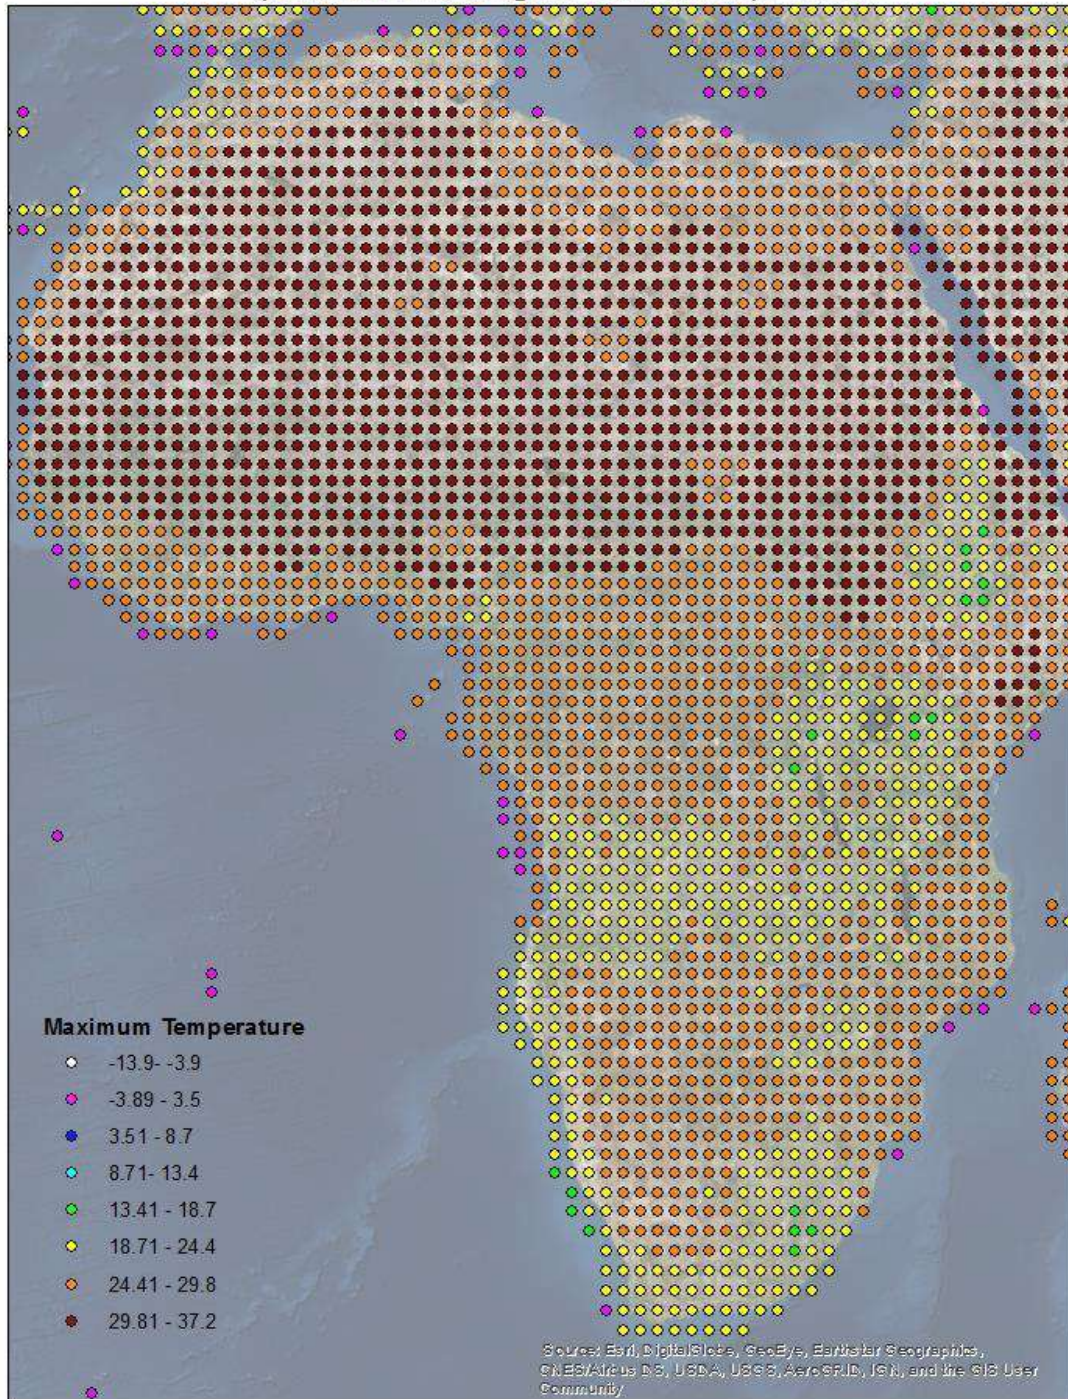 Maximum Temperature
-13.9- -3.9
-3.89 - 3.5
3.51 - 8.7
8.71- 13.4
13.41 - 18.7
18.71 - 24.4
24.41 - 29.8
29.81 - 37.2
Source: Esri, DigitalGlobe, GeoEye, Earthstar Geographics,
CNES/Airbus DS, USDA, USGS, AeroGRID, IGN, and the GIS User
Community